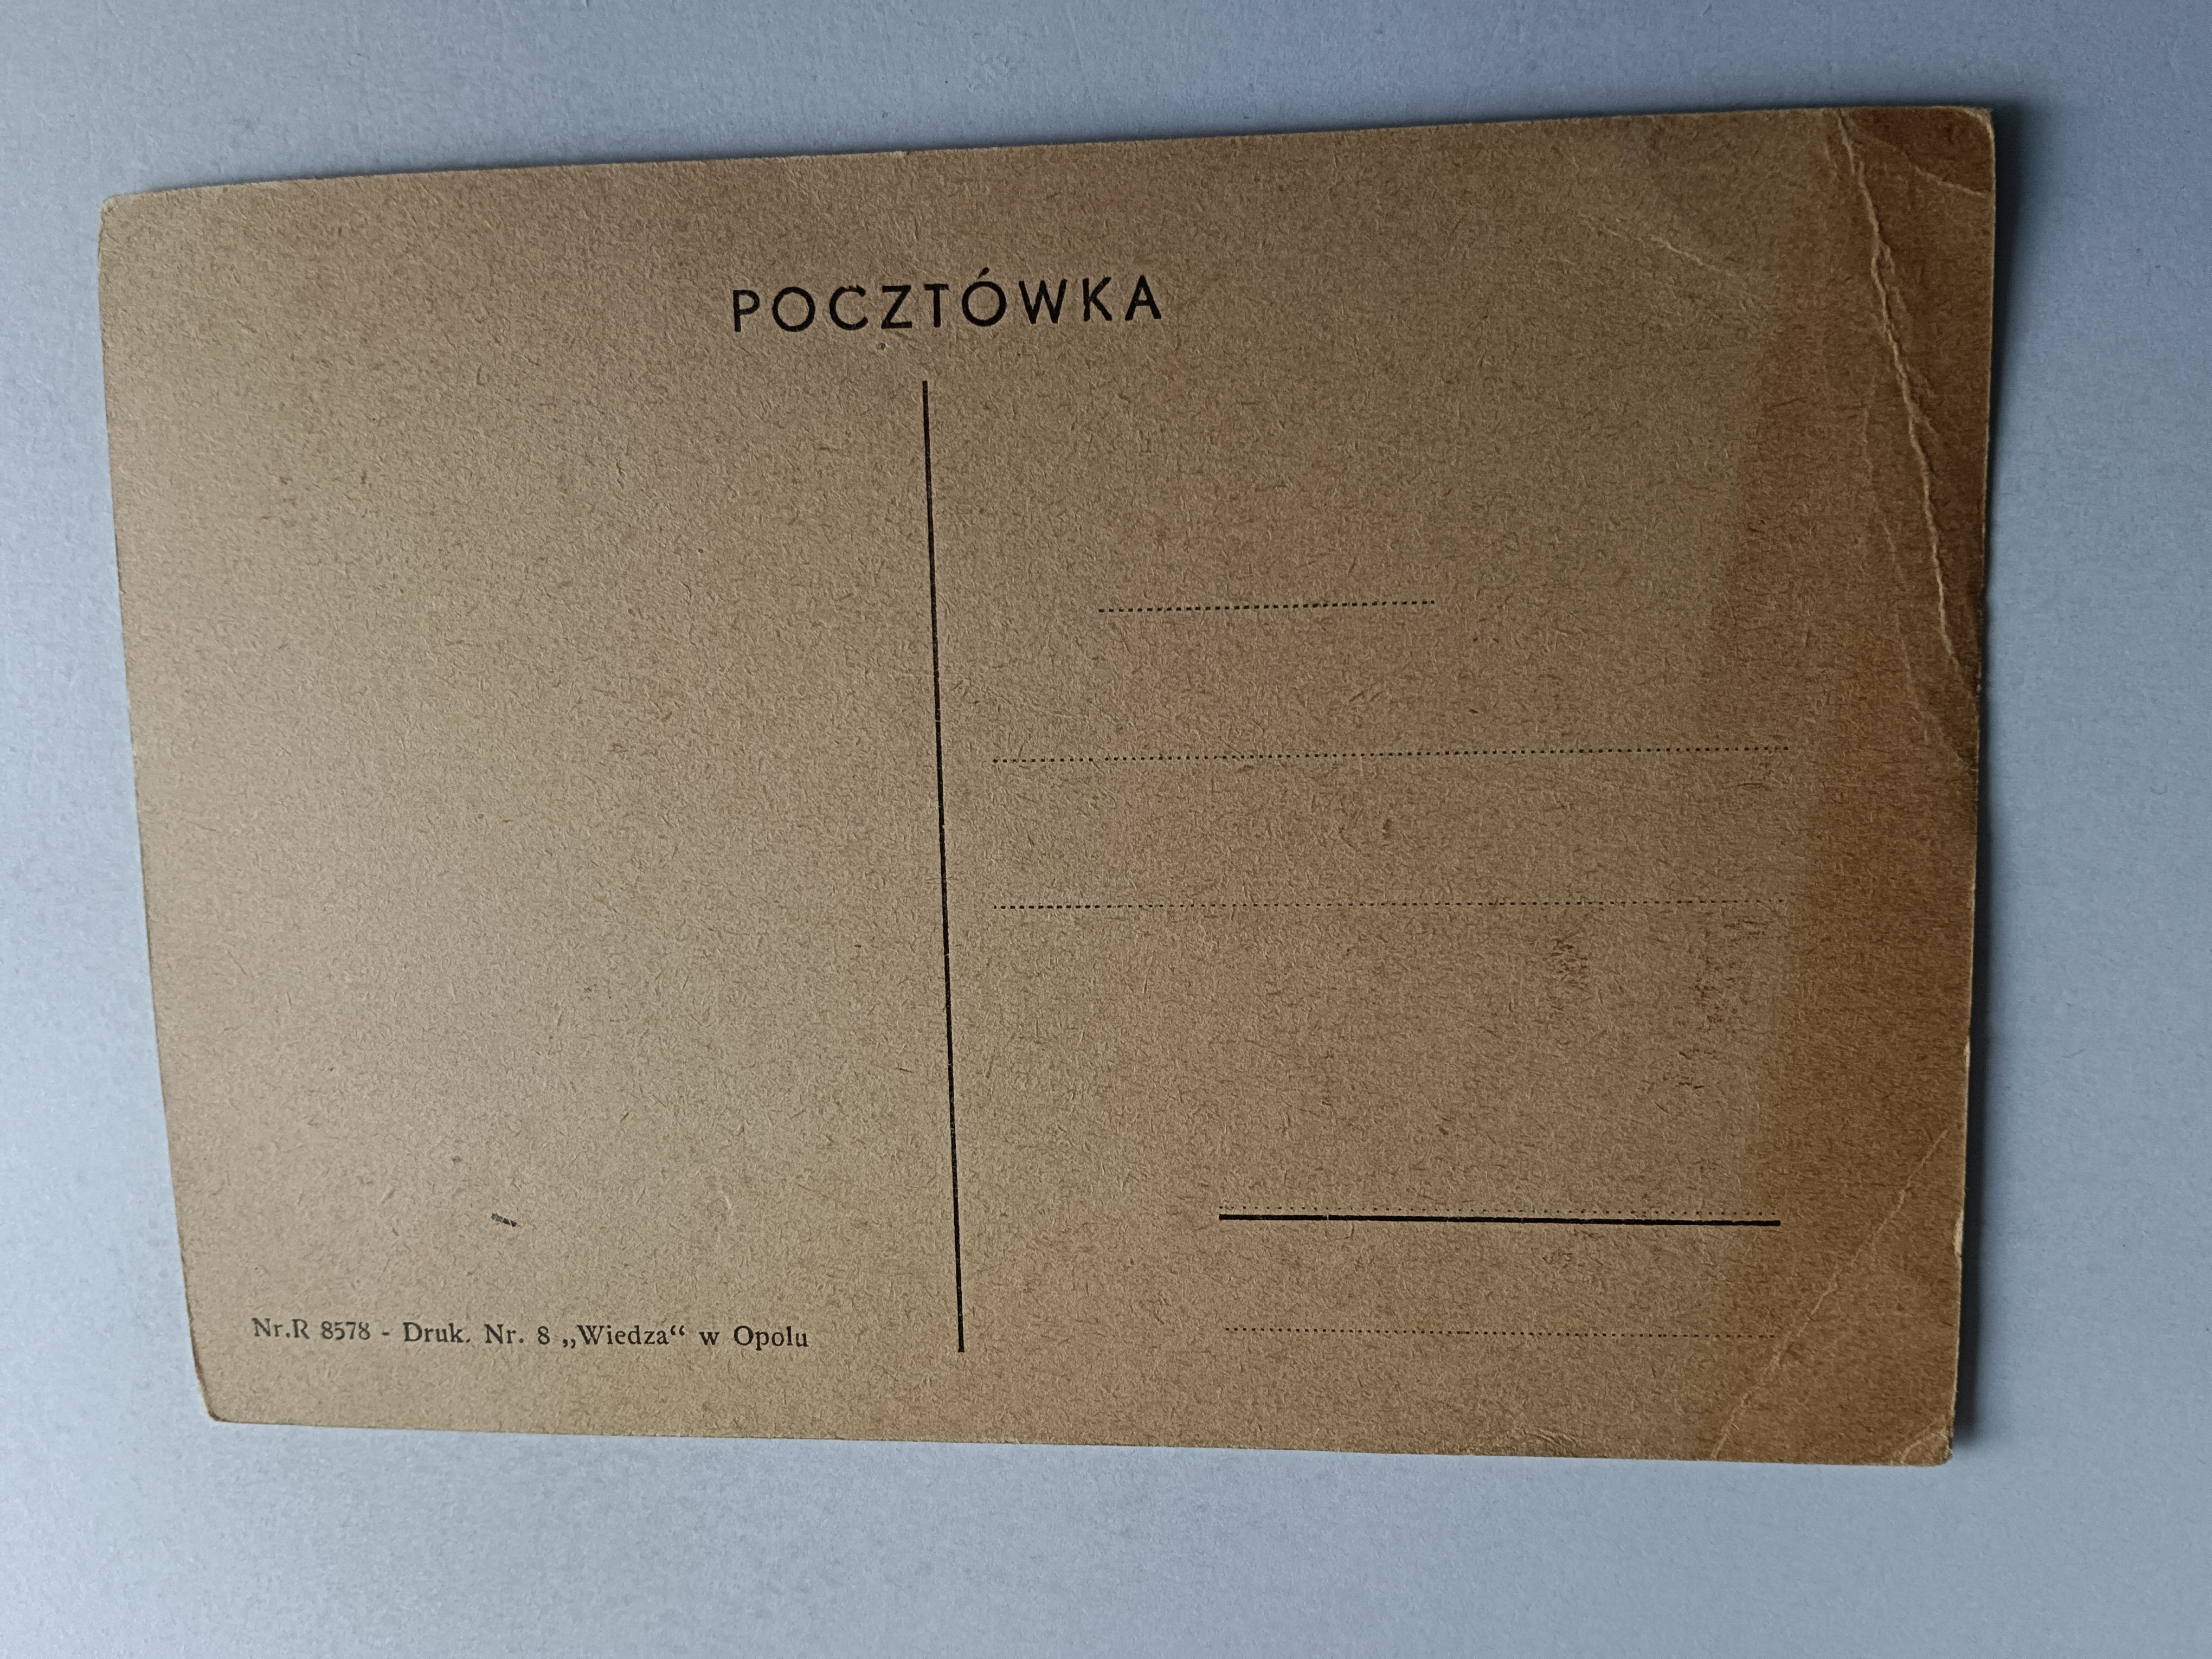 POCZTÓWKA
Nr.R 8578 - Druk. Nr. 8 „Wiedza“ w Opolu